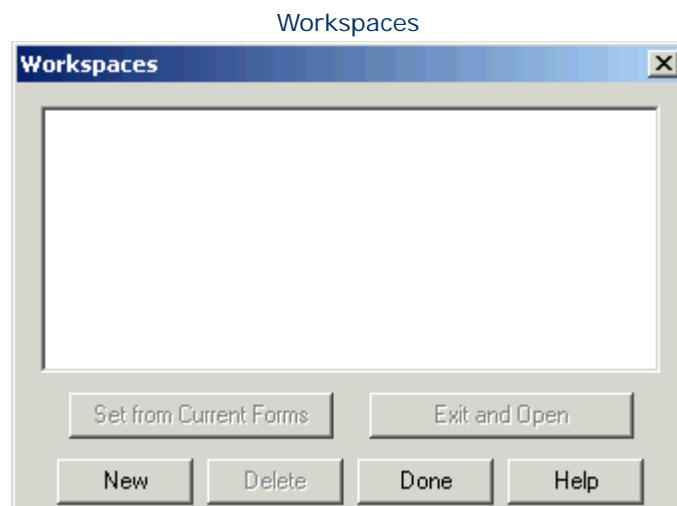 Workspaces
Workspaces
Set from Current Forms Exit and Open
New Delete Done Help